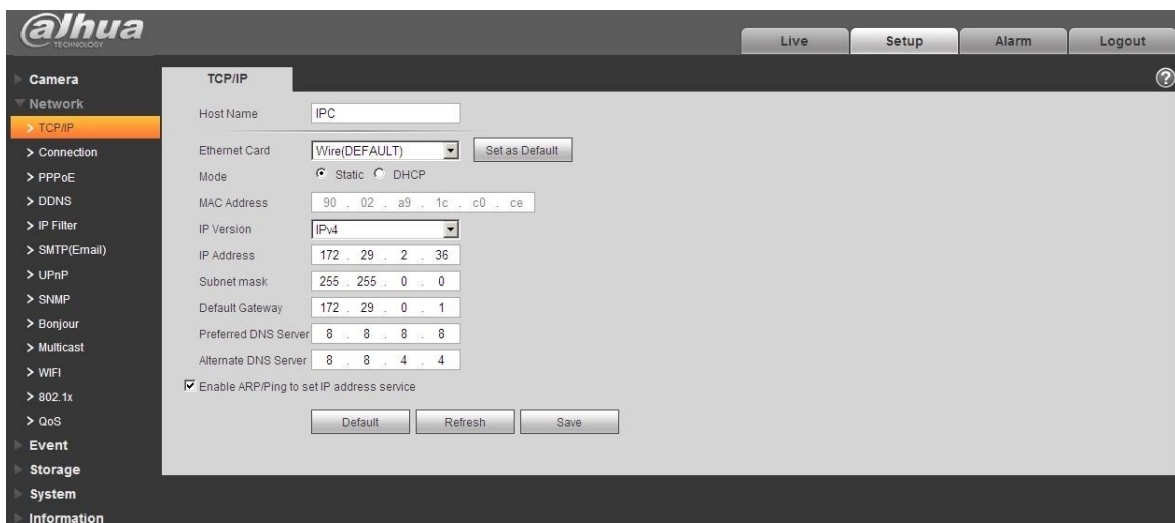 alhua
TECHNOLOGY
Live Setup Alarm Logout
Camera
Network
> TCP/IP
> Connection
> PPPoE
> DDNS
> IP Filter
> SMTP(Email)
> UPnP
> SNMP
> Bonjour
> Multicast
> WIFI
> 802.1x
> QoS
Event
Storage
System
Information
TCP/IP
?
Host Name IPC
Ethernet Card Wire(DEFAULT) Set as Default
Mode Static DHCP
MAC Address 90 . 02 . a9 . 1c . c0 . ce
IP Version IPv4
IP Address 172 . 29 . 2 . 36
Subnet mask 255 . 255 . 0 . 0
Default Gateway 172 . 29 . 0 . 1
Preferred DNS Server 8 . 8 . 8 . 8
Alternate DNS Server 8 . 8 . 4 . 4
Enable ARP/Ping to set IP address service
Default Refresh Save